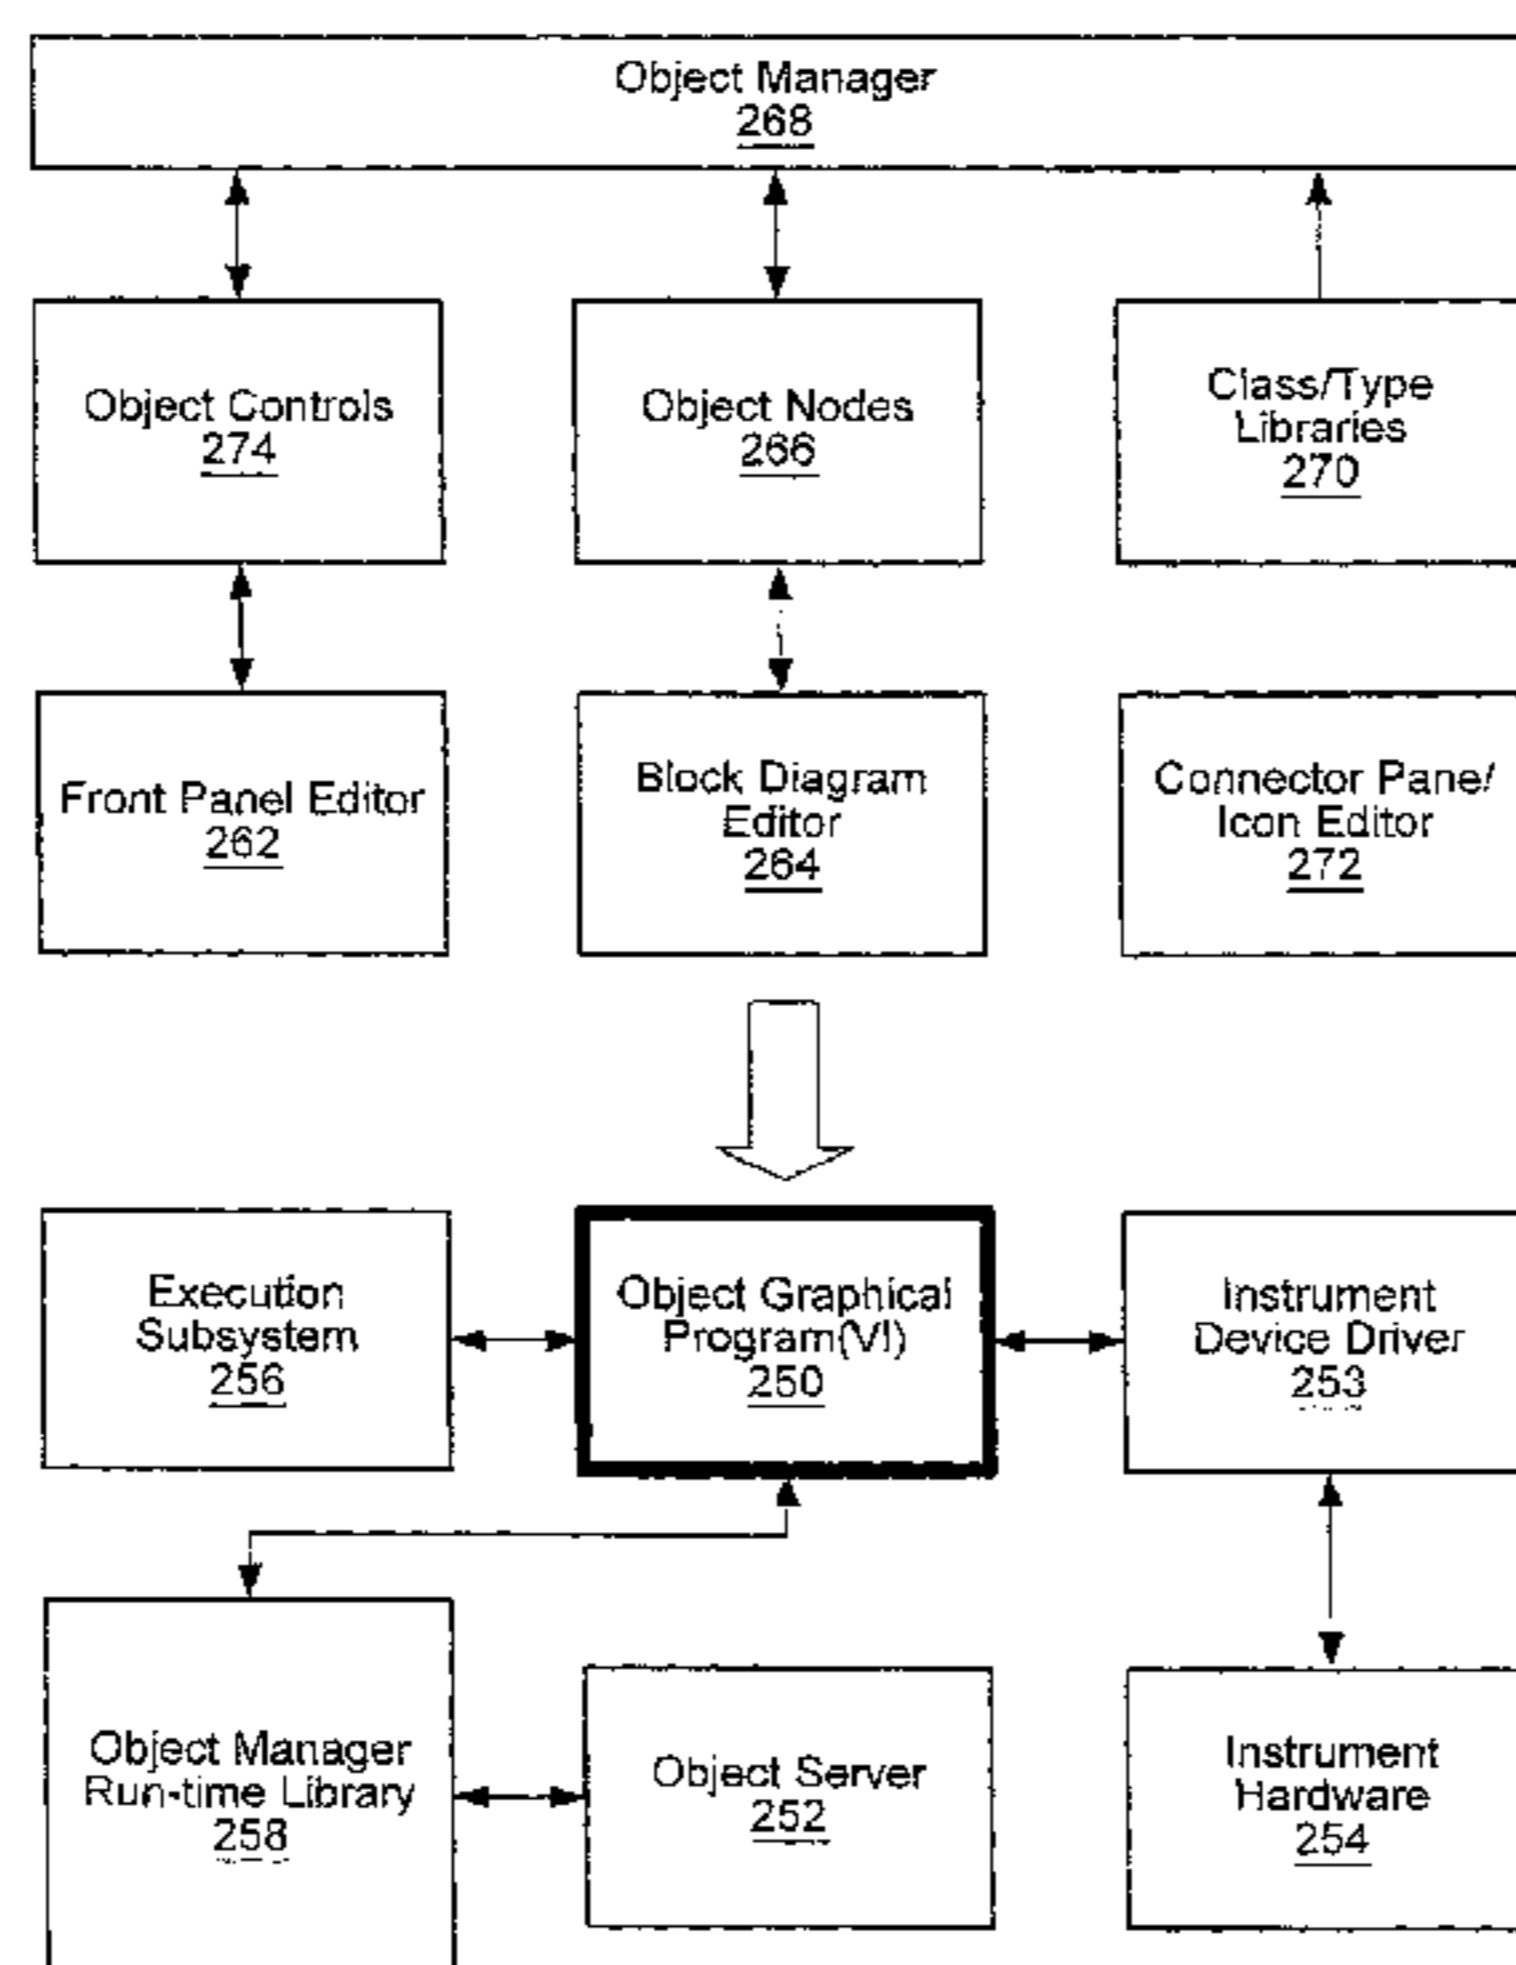 Object Manager
268
Object Controls
274
Object Nodes
266
Class/Type
Libraries
270
Front Panel Editor
262
Block Diagram
Editor
264
Connector Pane/
Icon Editor
272
Execution
Subsystem
256
Object Graphical
Program(VI)
250
Instrument
Device Driver
253
Object Manager
Run-time Library
258
Object Server
252
Instrument
Hardware
254